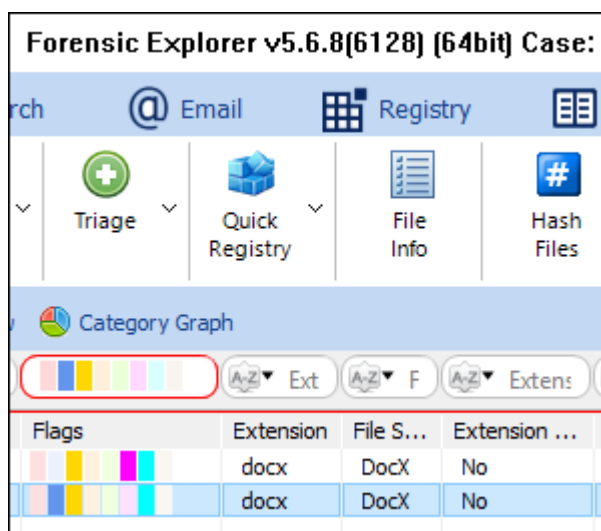 Forensic Explorer v5.6.8(6128) (64bit) Case:
rch Email Registry
Triage Quick Registry File Info Hash Files
Category Graph
A-Z Ext A-Z F A-Z Extens
Flags Extension File S... Extension ...
docx DocX No
docx DocX No